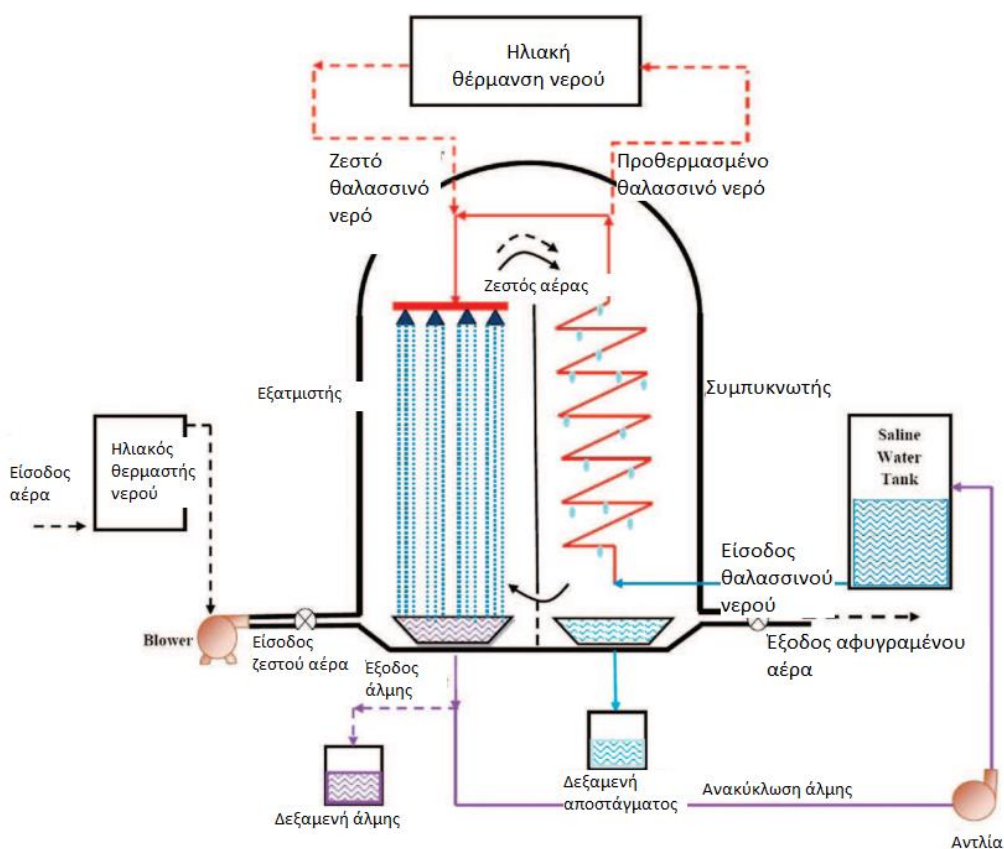 Ηλιακή
θέρμανση νερού
Ζεστό
θαλασσινό
νερό
Προθερμασμένο
θαλασσινό νερό
Ζεστός αέρας
Εξατμιστής
Συμπυκνωτής
Είσοδος
αέρα
Ηλιακός
θερμαστής
νερού
Saline
Water
Tank
Είσοδος
θαλασσινού
νερού
Blower
Είσοδος
ζεστού αέρα
Έξοδος αφυγραμένου
αέρα
Έξοδος
άλμης
Δεξαμενή άλμης
Δεξαμενή
αποστάγματος
Ανακύκλωση άλμης
Αντλία